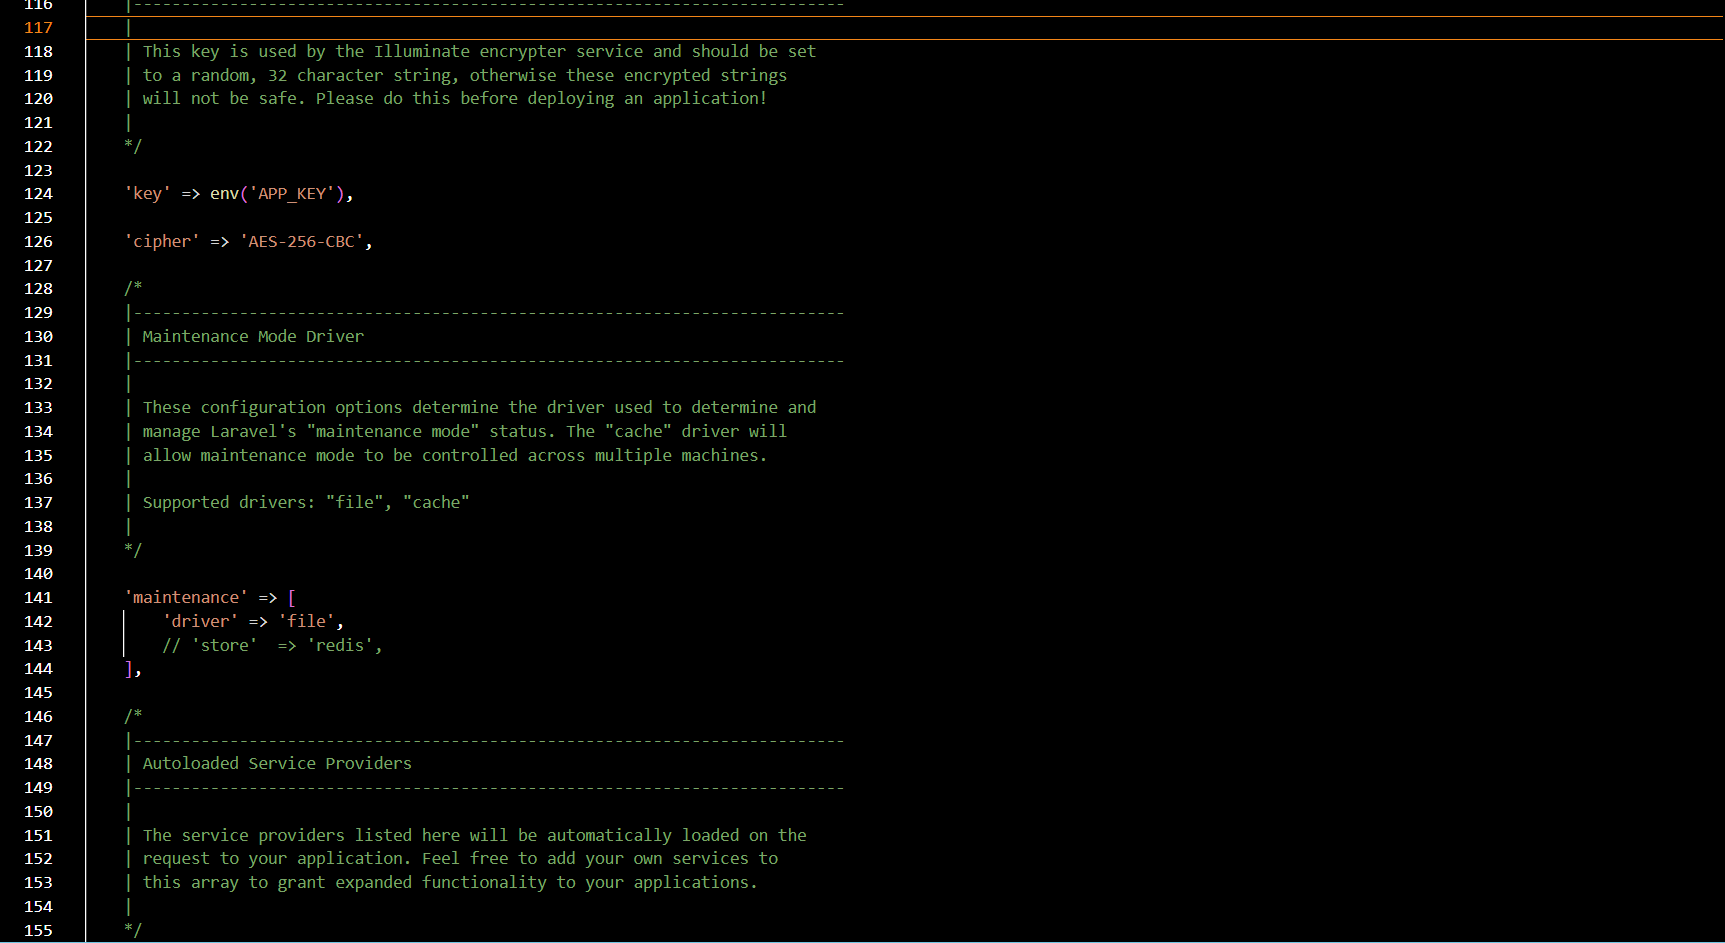 116 |--------------------------------------------------------------------------
117 |
118 | This key is used by the Illuminate encrypter service and should be set
119 | to a random, 32 character string, otherwise these encrypted strings
120 | will not be safe. Please do this before deploying an application!
121 |
122 */
123
124 'key' => env('APP_KEY'),
125
126 'cipher' => 'AES-256-CBC',
127
128 /*
129 |--------------------------------------------------------------------------
130 | Maintenance Mode Driver
131 |--------------------------------------------------------------------------
132 |
133 | These configuration options determine the driver used to determine and
134 | manage Laravel's "maintenance mode" status. The "cache" driver will
135 | allow maintenance mode to be controlled across multiple machines.
136 |
137 | Supported drivers: "file", "cache"
138 |
139 */
140
141 'maintenance' => [
142     'driver' => 'file',
143     // 'store'  => 'redis',
144 ],
145
146 /*
147 |--------------------------------------------------------------------------
148 | Autoloaded Service Providers
149 |--------------------------------------------------------------------------
150 |
151 | The service providers listed here will be automatically loaded on the
152 | request to your application. Feel free to add your own services to
153 | this array to grant expanded functionality to your applications.
154 |
155 */